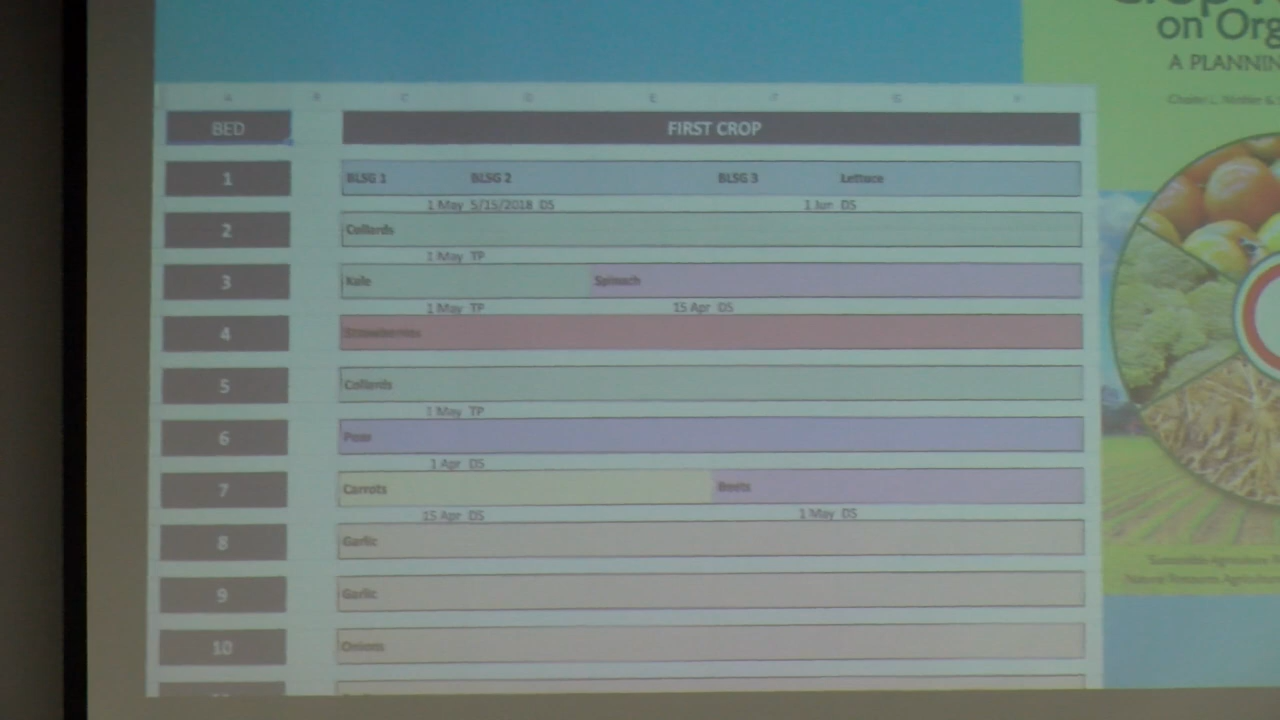 on Org
A PLANNIN
A B C D E F G H
BED FIRST CROP
1 BLSG 1 BLSG 2 BLSG 3 Lettuce
1 May 5/15/2018 DS 1 Jun DS
2 Collards
1 May TP
3 Kale Spinach
1 May TP 15 Apr DS
4 Strawberries
5 Collards
1 May TP
6 Peas
1 Apr DS
7 Carrots Beets
15 Apr DS 1 May DS
8 Garlic
9 Garlic
10 Onions